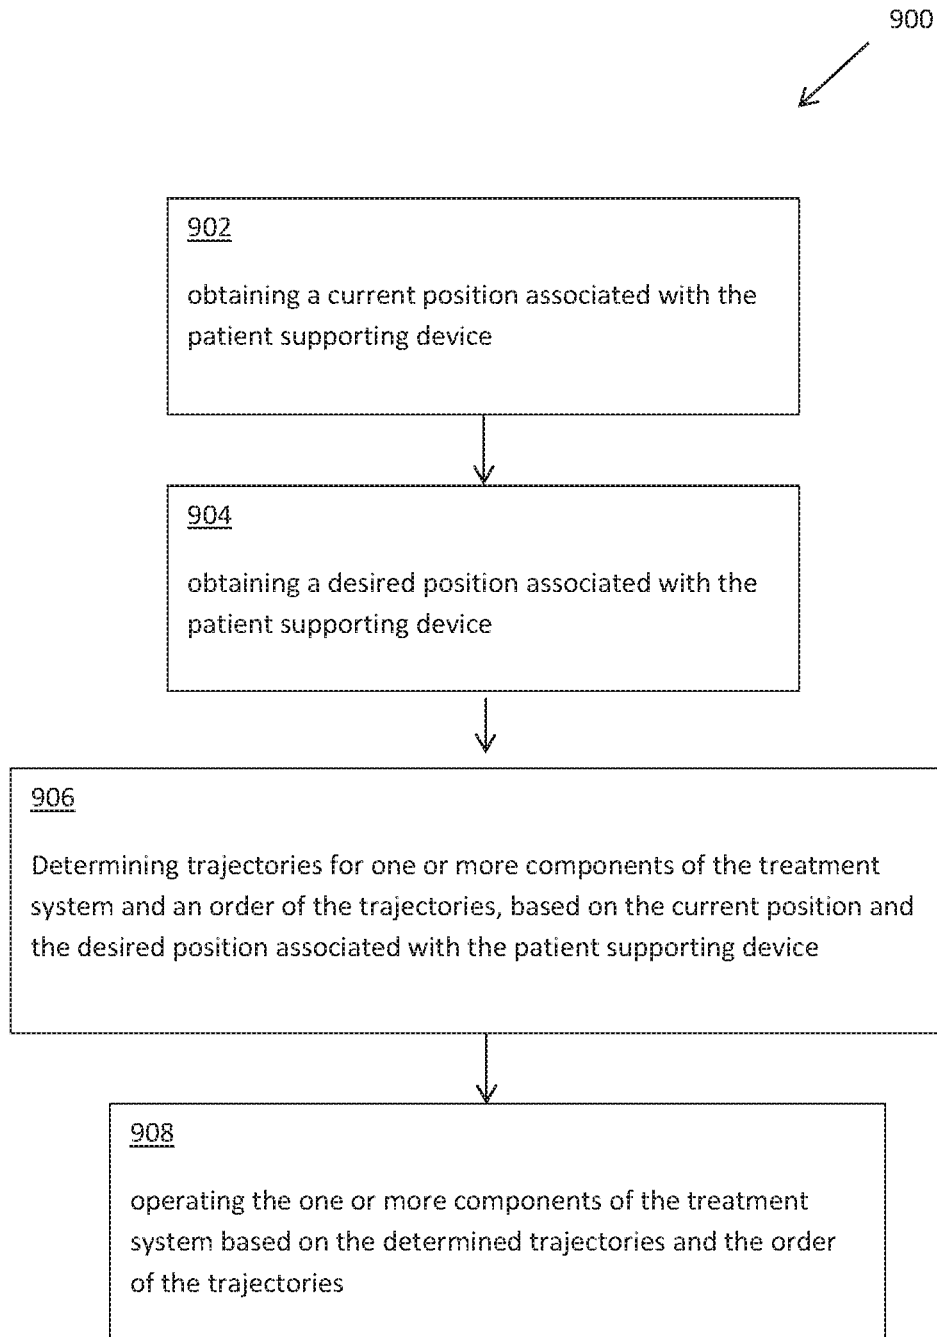 900
902
obtaining a current position associated with the
patient supporting device
904
obtaining a desired position associated with the
patient supporting device
906
Determining trajectories for one or more components of the treatment
system and an order of the trajectories, based on the current position and
the desired position associated with the patient supporting device
908
operating the one or more components of the treatment
system based on the determined trajectories and the order
of the trajectories